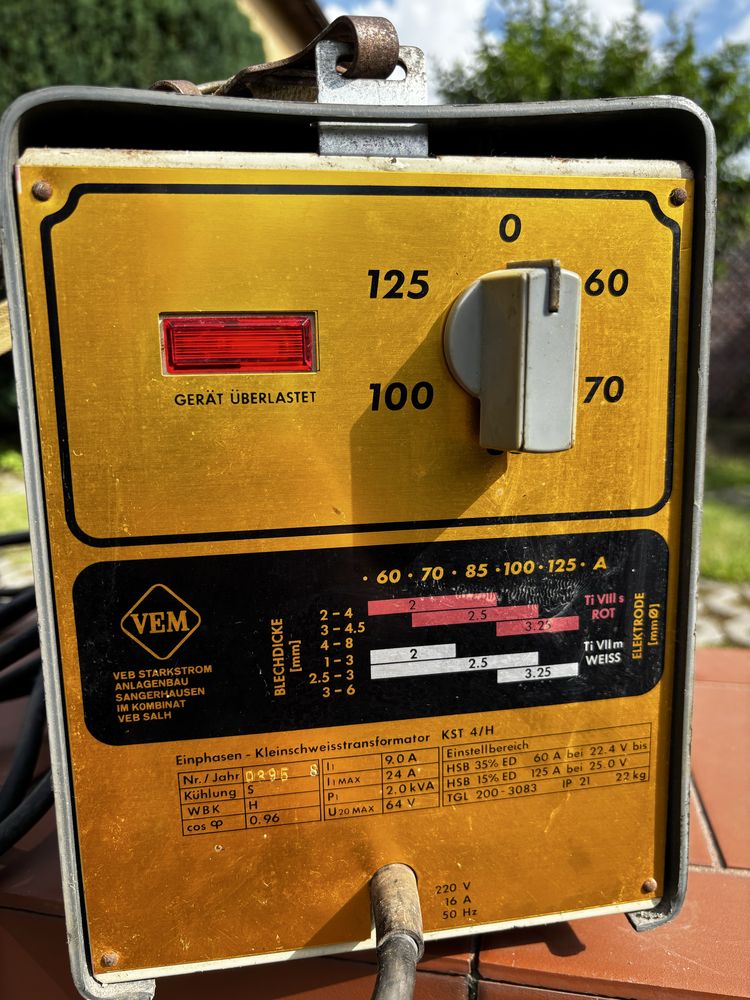 0
125 60
GERÄT ÜBERLASTET
100 70
· 60 · 70 · 85 · 100 · 125 · A
VEM
VEB STARKSTROM
ANLAGENBAU
SANGERHAUSEN
IM KOMBINAT
VEB SALH
BLECHDICKE
[mm]
2 – 4 2 Ti VIII s
3 – 4.5 2.5 ROT
4 – 8 3.25
1 – 3 2 Ti VII m
2.5 – 3 2.5 WEISS
3 – 6 3.25
ELEKTRODE
[mm Ø]
Einphasen - Kleinschweisstransformator KST 4/H
Nr. / Jahr 0395 8 I1 9.0 A Einstellbereich
Kühlung S I1 MAX 24 A HSB 35% ED 60 A bei 22.4 V bis
WBK H P1 2.0 kVA HSB 15% ED 125 A bei 25.0 V
cos φ 0.96 U20 MAX 64 V TGL 200-3083 IP 21 22 kg
220 V
16 A
50 Hz